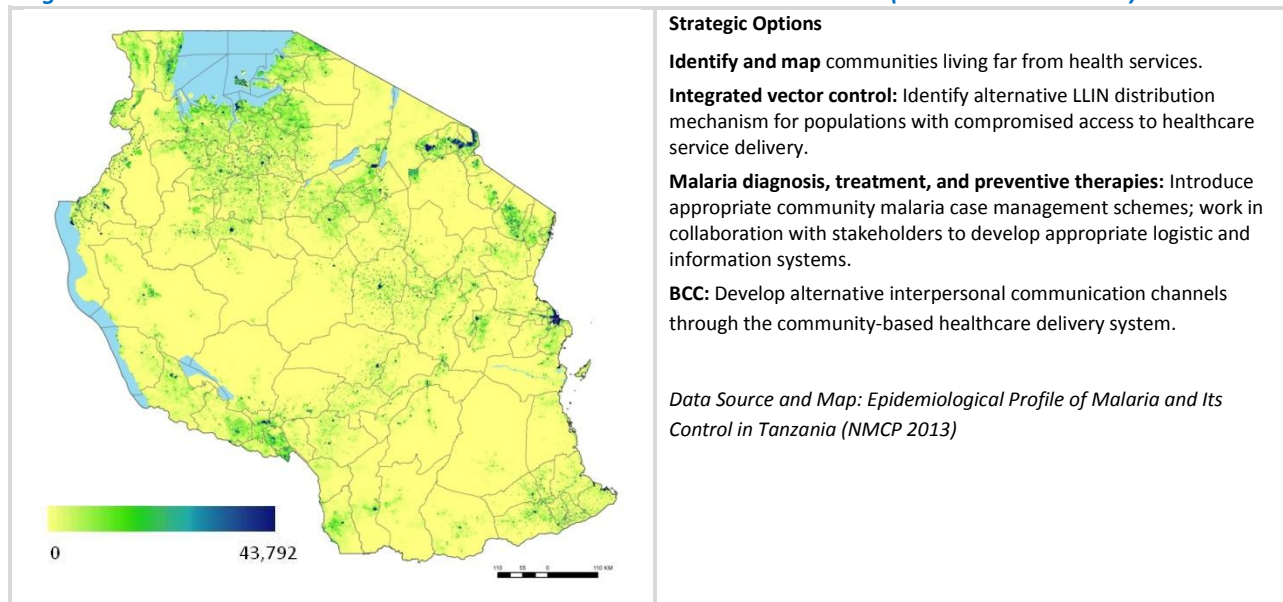 Strategic Options
Identify and map communities living far from health services.
Integrated vector control: Identify alternative LLIN distribution
mechanism for populations with compromised access to healthcare
service delivery.
Malaria diagnosis, treatment, and preventive therapies: Introduce
appropriate community malaria case management schemes; work in
collaboration with stakeholders to develop appropriate logistic and
information systems.
BCC: Develop alternative interpersonal communication channels
through the community-based healthcare delivery system.
Data Source and Map: Epidemiological Profile of Malaria and Its
Control in Tanzania (NMCP 2013)
0 43,792
110 55 0 110 KM